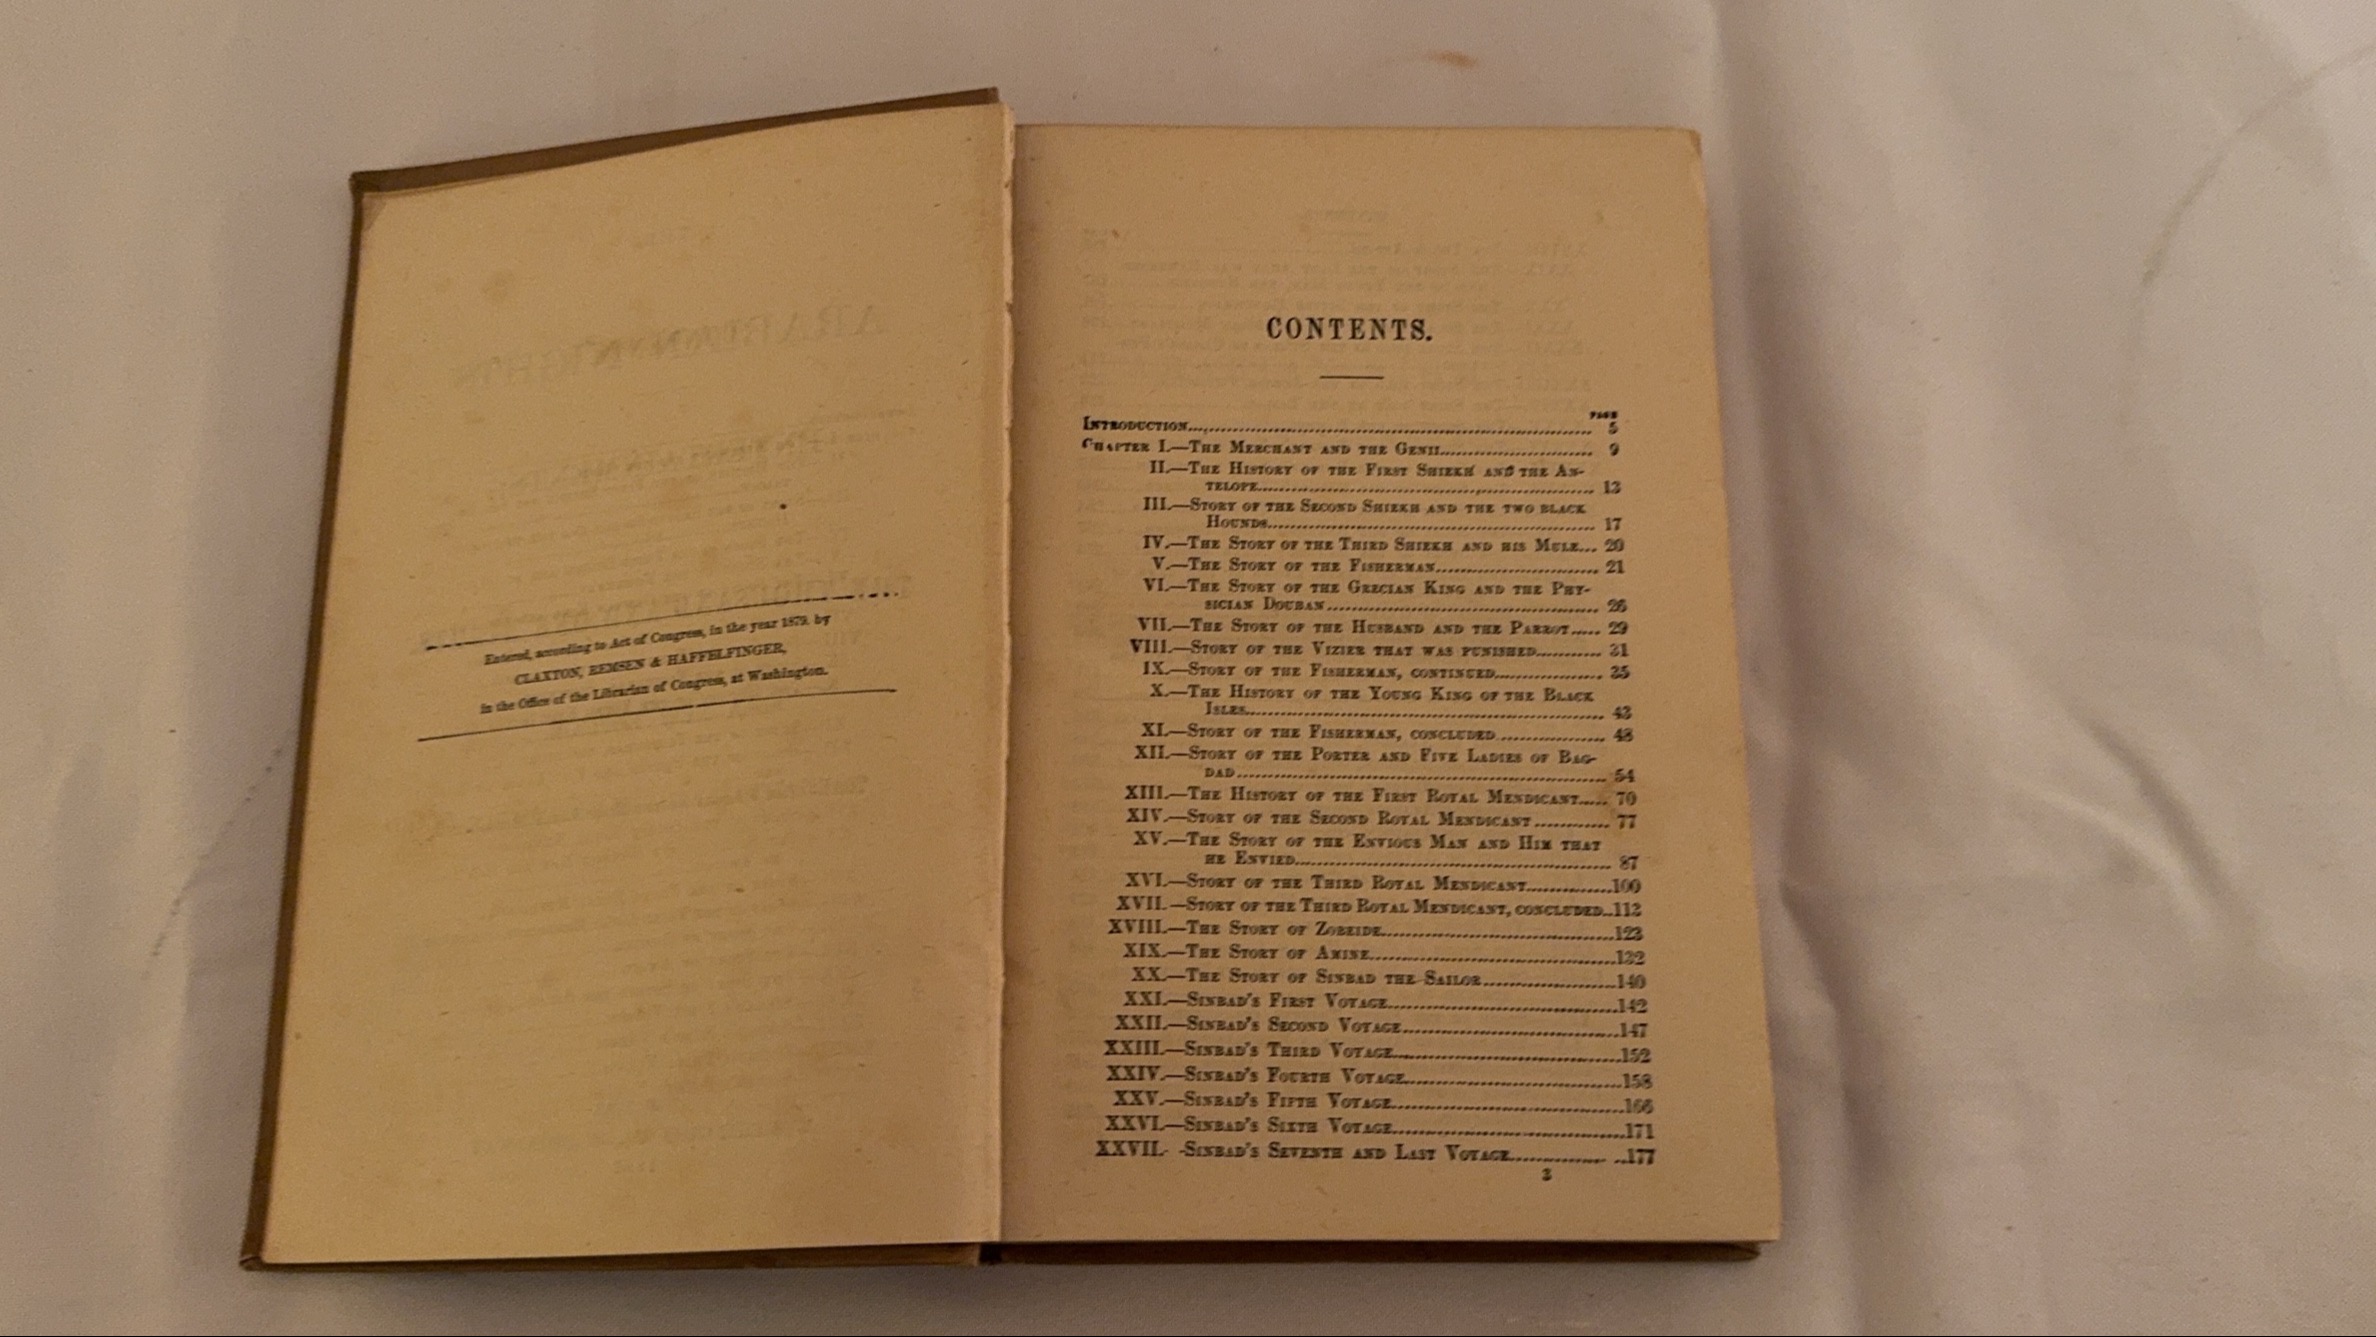 Entered, according to Act of Congress, in the year 1879, by
CLAXTON, REMSEN & HAFFELFINGER,
in the Office of the Librarian of Congress, at Washington.
CONTENTS.
PAGE
INTRODUCTION.......... 5
CHAPTER I.—THE MERCHANT AND THE GENII.......... 9
II.—THE HISTORY OF THE FIRST SHIEKH AND THE AN-
TELOPE.......... 13
III.—STORY OF THE SECOND SHIEKH AND THE TWO BLACK
HOUNDS.......... 17
IV.—THE STORY OF THE THIRD SHIEKH AND HIS MULE... 20
V.—THE STORY OF THE FISHERMAN.......... 21
VI.—THE STORY OF THE GRECIAN KING AND THE PHY-
SICIAN DOUBAN.......... 26
VII.—THE STORY OF THE HUSBAND AND THE PARROT..... 29
VIII.—STORY OF THE VIZIER THAT WAS PUNISHED.......... 31
IX.—STORY OF THE FISHERMAN, CONTINUED.......... 35
X.—THE HISTORY OF THE YOUNG KING OF THE BLACK
ISLES.......... 43
XI.—STORY OF THE FISHERMAN, CONCLUDED.......... 48
XII.—STORY OF THE PORTER AND FIVE LADIES OF BAG-
DAD.......... 54
XIII.—THE HISTORY OF THE FIRST ROYAL MENDICANT..... 70
XIV.—STORY OF THE SECOND ROYAL MENDICANT.......... 77
XV.—THE STORY OF THE ENVIOUS MAN AND HIM THAT
HE ENVIED.......... 87
XVI.—STORY OF THE THIRD ROYAL MENDICANT..........100
XVII.—STORY OF THE THIRD ROYAL MENDICANT, CONCLUDED..112
XVIII.—THE STORY OF ZOBEIDE..........123
XIX.—THE STORY OF AMINE..........132
XX.—THE STORY OF SINBAD THE SAILOR..........140
XXI.—SINBAD'S FIRST VOYAGE..........142
XXII.—SINBAD'S SECOND VOYAGE..........147
XXIII.—SINBAD'S THIRD VOYAGE..........152
XXIV.—SINBAD'S FOURTH VOYAGE..........158
XXV.—SINBAD'S FIFTH VOYAGE..........166
XXVI.—SINBAD'S SIXTH VOYAGE..........171
XXVII.—SINBAD'S SEVENTH AND LAST VOYAGE..........177
3